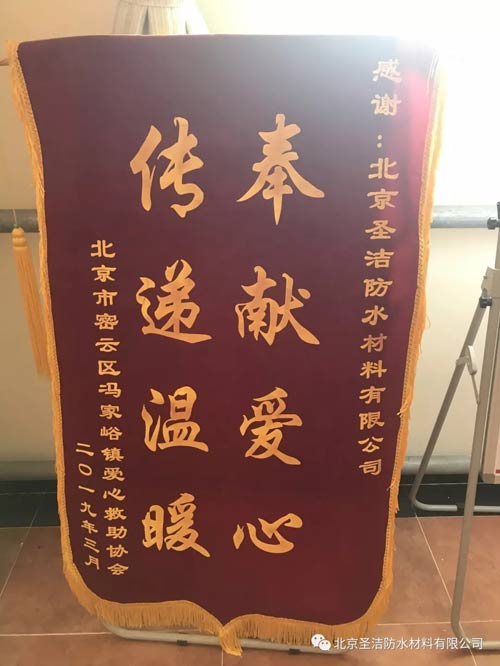 感谢:北京圣洁防水材料有限公司
奉献爱心
传递温暖
北京市密云区冯家峪镇爱心救助协会
二〇一九年三月
北京圣洁防水材料有限公司